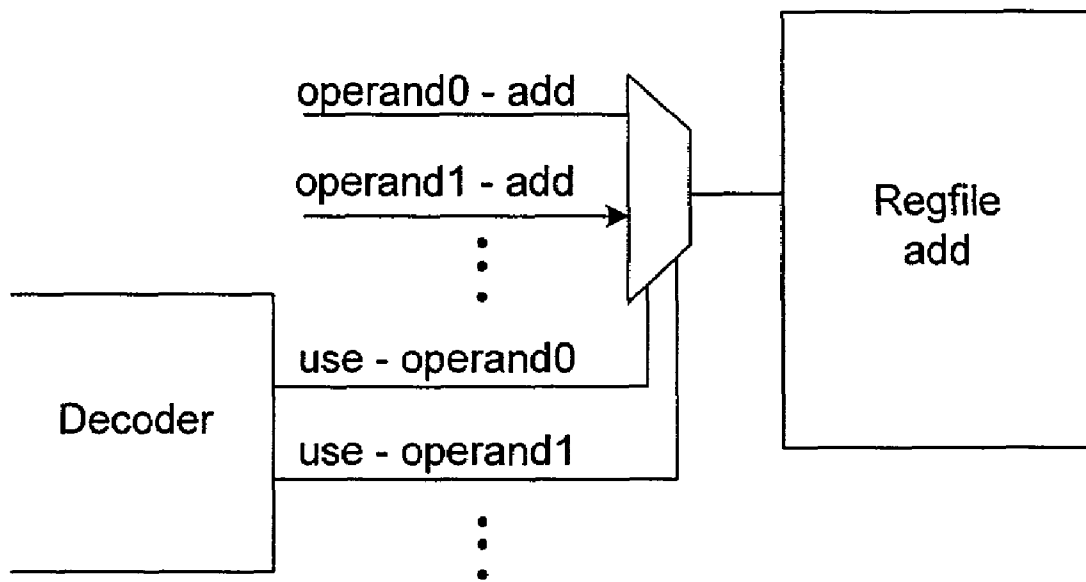 operand0 - add
operand1 - add
Regfile
add
use - operand0
Decoder
use - operand1